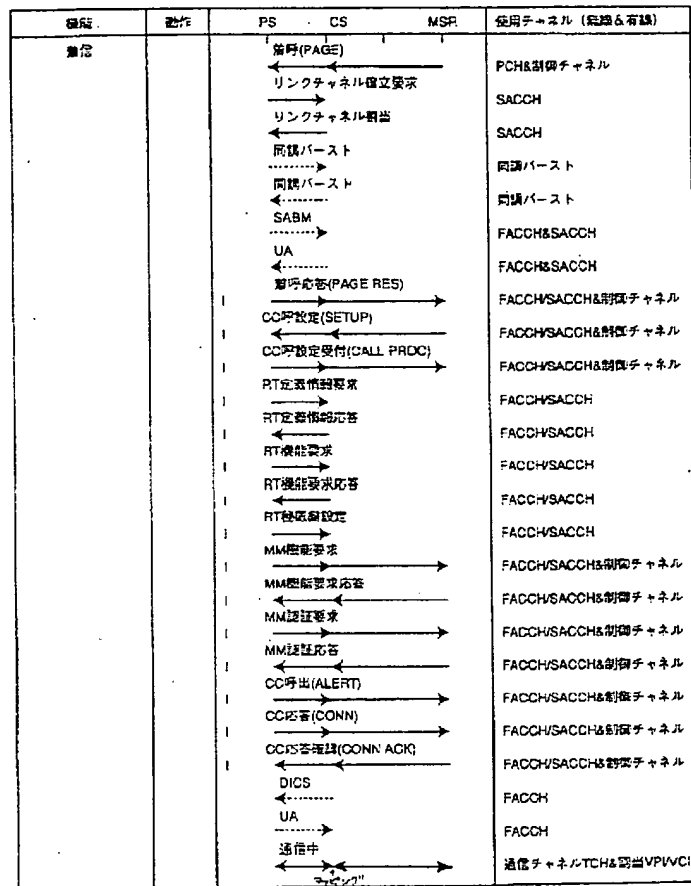 機能 動作 PS CS MSR 使用チャネル (無線&有線)
着信
着呼(PAGE) PCH&制御チャネル
リンクチャネル確立要求 SACCH
リンクチャネル割当 SACCH
同調バースト 同調バースト
同調バースト 同調バースト
SABM FACCH&SACCH
UA FACCH&SACCH
着呼応答(PAGE RES) FACCH/SACCH&制御チャネル
CC呼設定(SETUP) FACCH/SACCH&制御チャネル
CC呼設定受付(CALL PROC) FACCH/SACCH&制御チャネル
RT定義情報要求 FACCH/SACCH
RT定義情報応答 FACCH/SACCH
RT機能要求 FACCH/SACCH
RT機能要求応答 FACCH/SACCH
RT秘匿鍵設定 FACCH/SACCH
MM機能要求 FACCH/SACCH&制御チャネル
MM機能要求応答 FACCH/SACCH&制御チャネル
MM認証要求 FACCH/SACCH&制御チャネル
MM認証応答 FACCH/SACCH&制御チャネル
CC呼出(ALERT) FACCH/SACCH&制御チャネル
CC応答(CONN) FACCH/SACCH&制御チャネル
CC応答確認(CONN ACK) FACCH/SACCH&制御チャネル
DICS FACCH
UA FACCH
通信中 通信チャネルTCH&割当VPI/VCI
マッピング